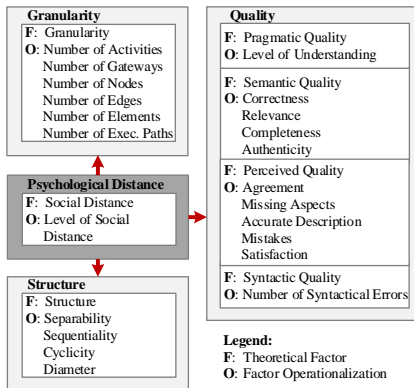 Granularity
F: Granularity
O: Number of Activities
Number of Gateways
Number of Nodes
Number of Edges
Number of Elements
Number of Exec. Paths
Psychological Distance
F: Social Distance
O: Level of Social
Distance
Structure
F: Structure
O: Separability
Sequentiality
Cyclicity
Diameter
Quality
F: Pragmatic Quality
O: Level of Understanding
F: Semantic Quality
O: Correctness
Relevance
Completeness
Authenticity
F: Perceived Quality
O: Agreement
Missing Aspects
Accurate Description
Mistakes
Satisfaction
F: Syntactic Quality
O: Number of Syntactical Errors
Legend:
F: Theoretical Factor
O: Factor Operationalization